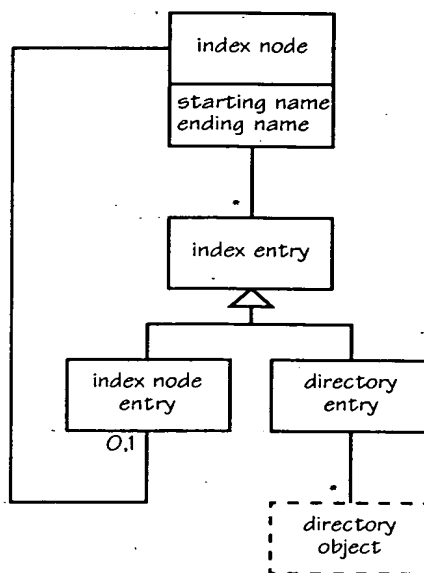 index node
starting name
ending name
*
index entry
index node
entry
directory
entry
0,1
*
directory
object